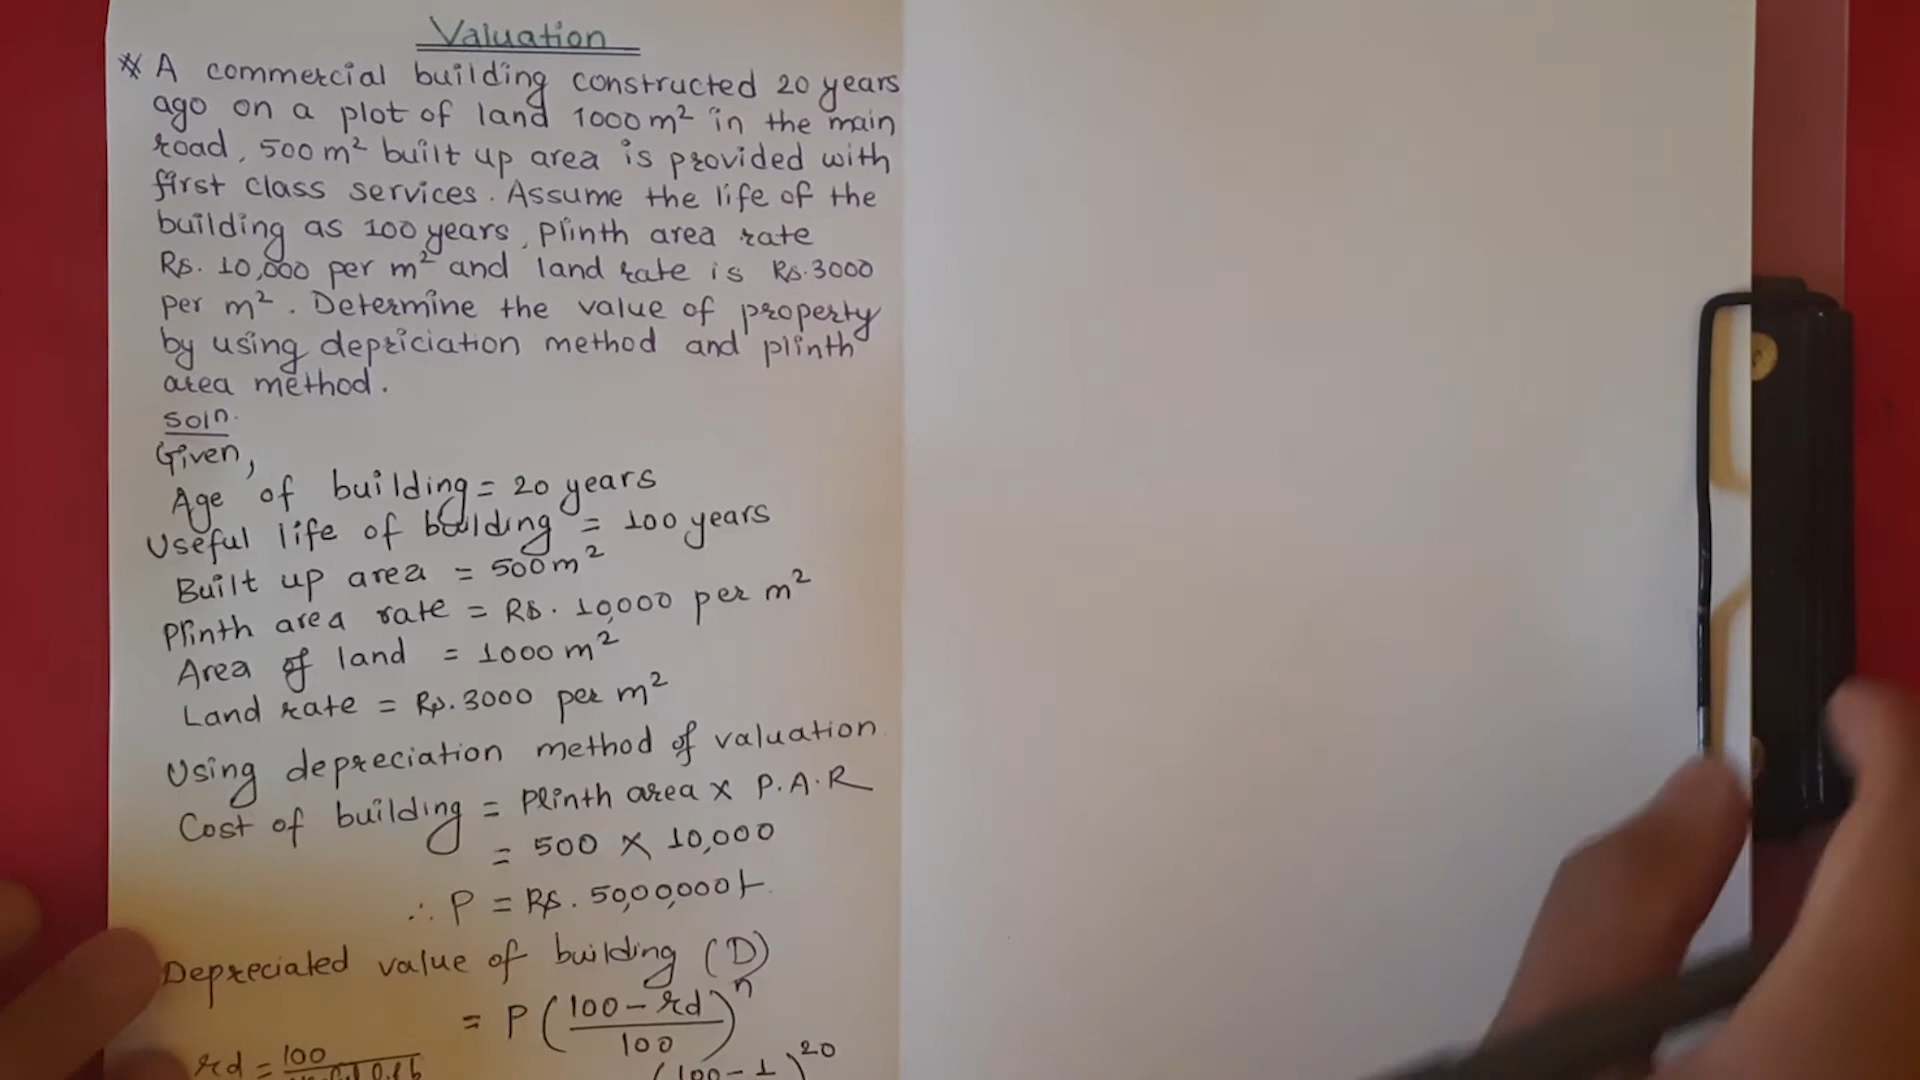 Valuation
* A commercial building constructed 20 years
ago on a plot of land 1000 m² in the main
road, 500 m² built up area is provided with
first class services. Assume the life of the
building as 100 years, plinth area rate
Rs. 10,000 per m² and land rate is Rs. 3000
per m². Determine the value of property
by using depriciation method and plinth
area method.
Soln.
Given,
Age of building = 20 years
Useful life of building = 100 years
Built up area = 500 m²
Plinth area rate = Rs. 10,000 per m²
Area of land = 1000 m²
Land rate = Rs. 3000 per m²
Using depreciation method of valuation
Cost of building = Plinth area x P.A.R
= 500 x 10,000
∴ P = Rs. 50,00,000/-
Depreciated value of building (D)
= P (100 - rd / 100)^n
rd = 100
(100 - 1)^20